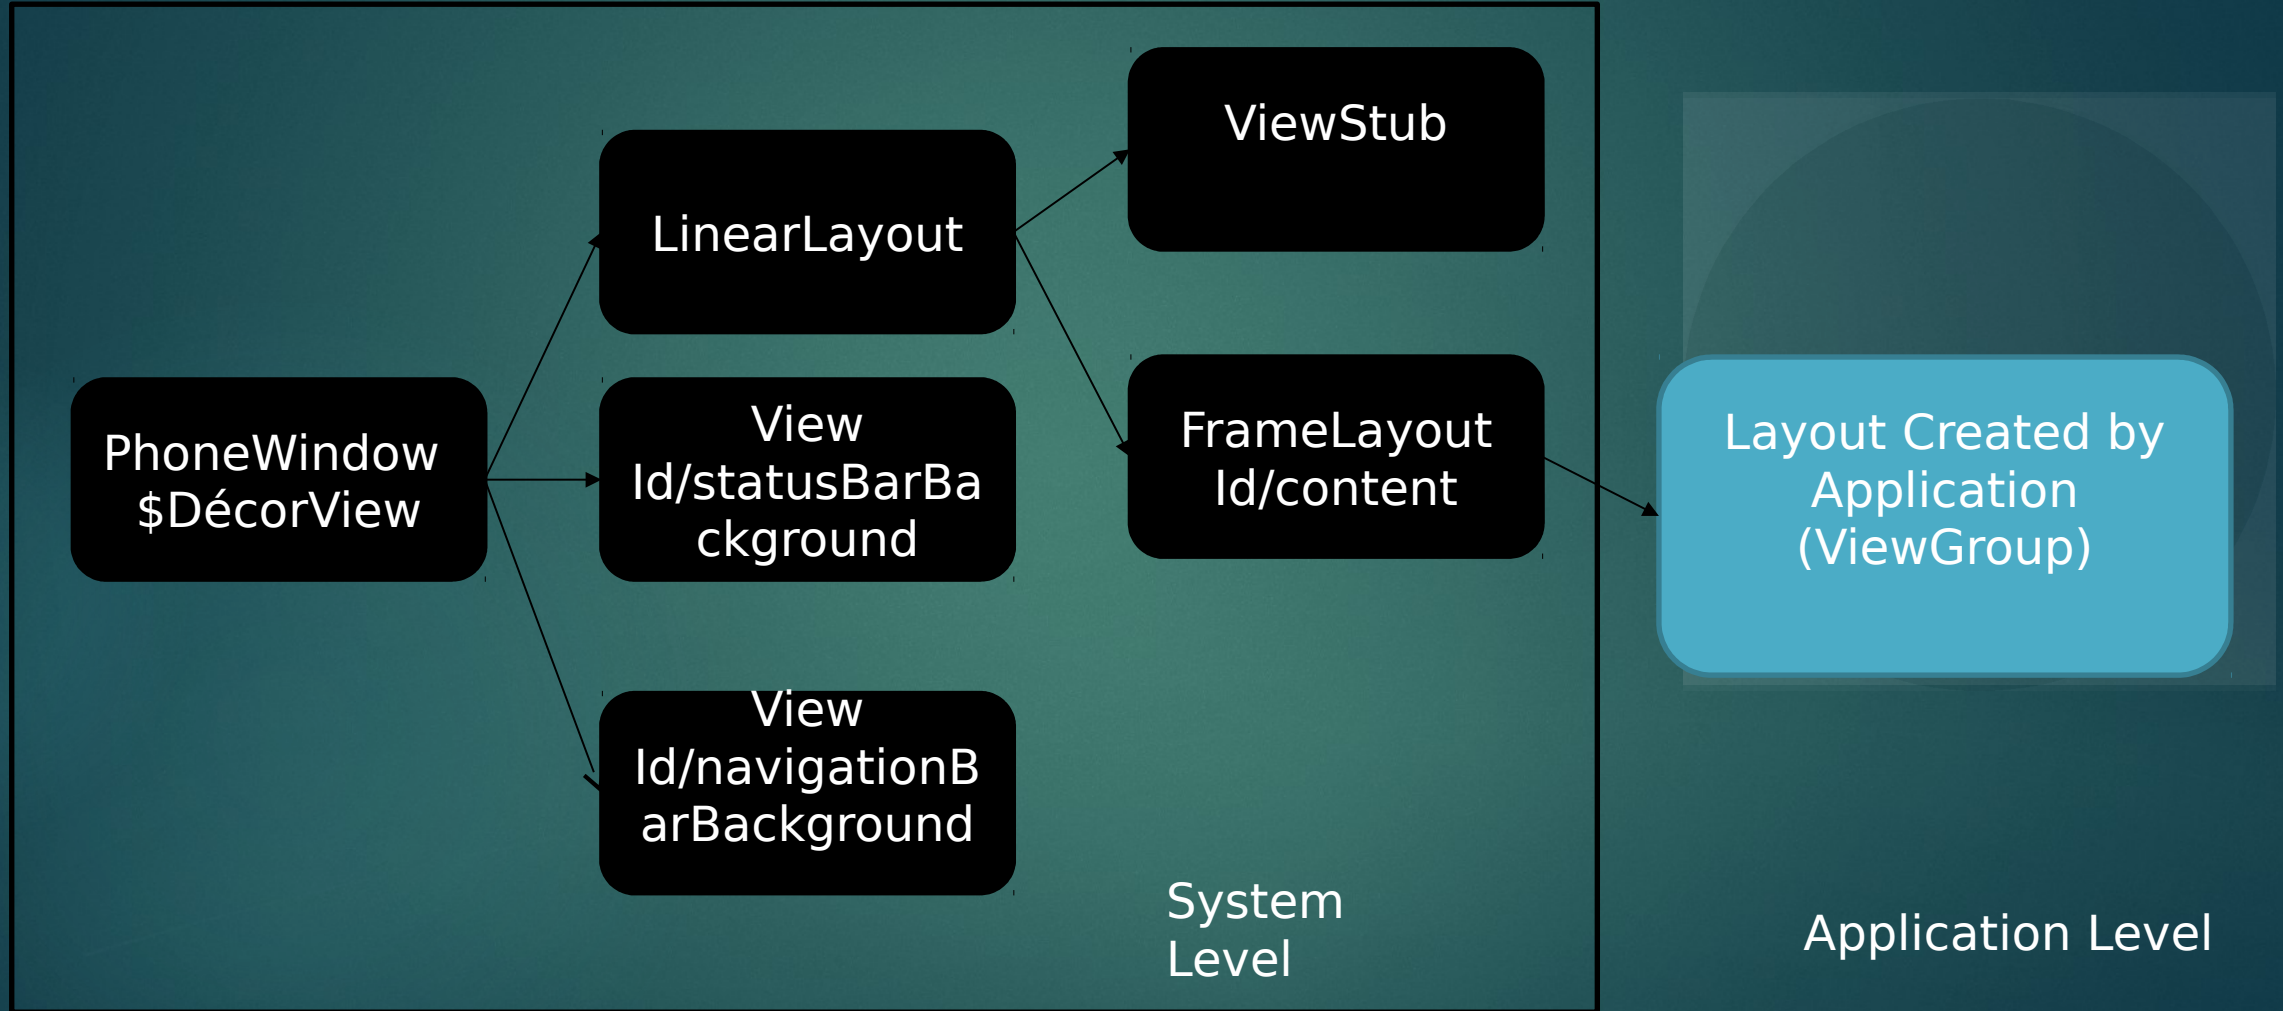 ViewStub
LinearLayout
PhoneWindow
$DécorView
View
Id/statusBarBa
ckground
FrameLayout
Id/content
Layout Created by
Application
(ViewGroup)
View
Id/navigationB
arBackground
System
Level
Application Level